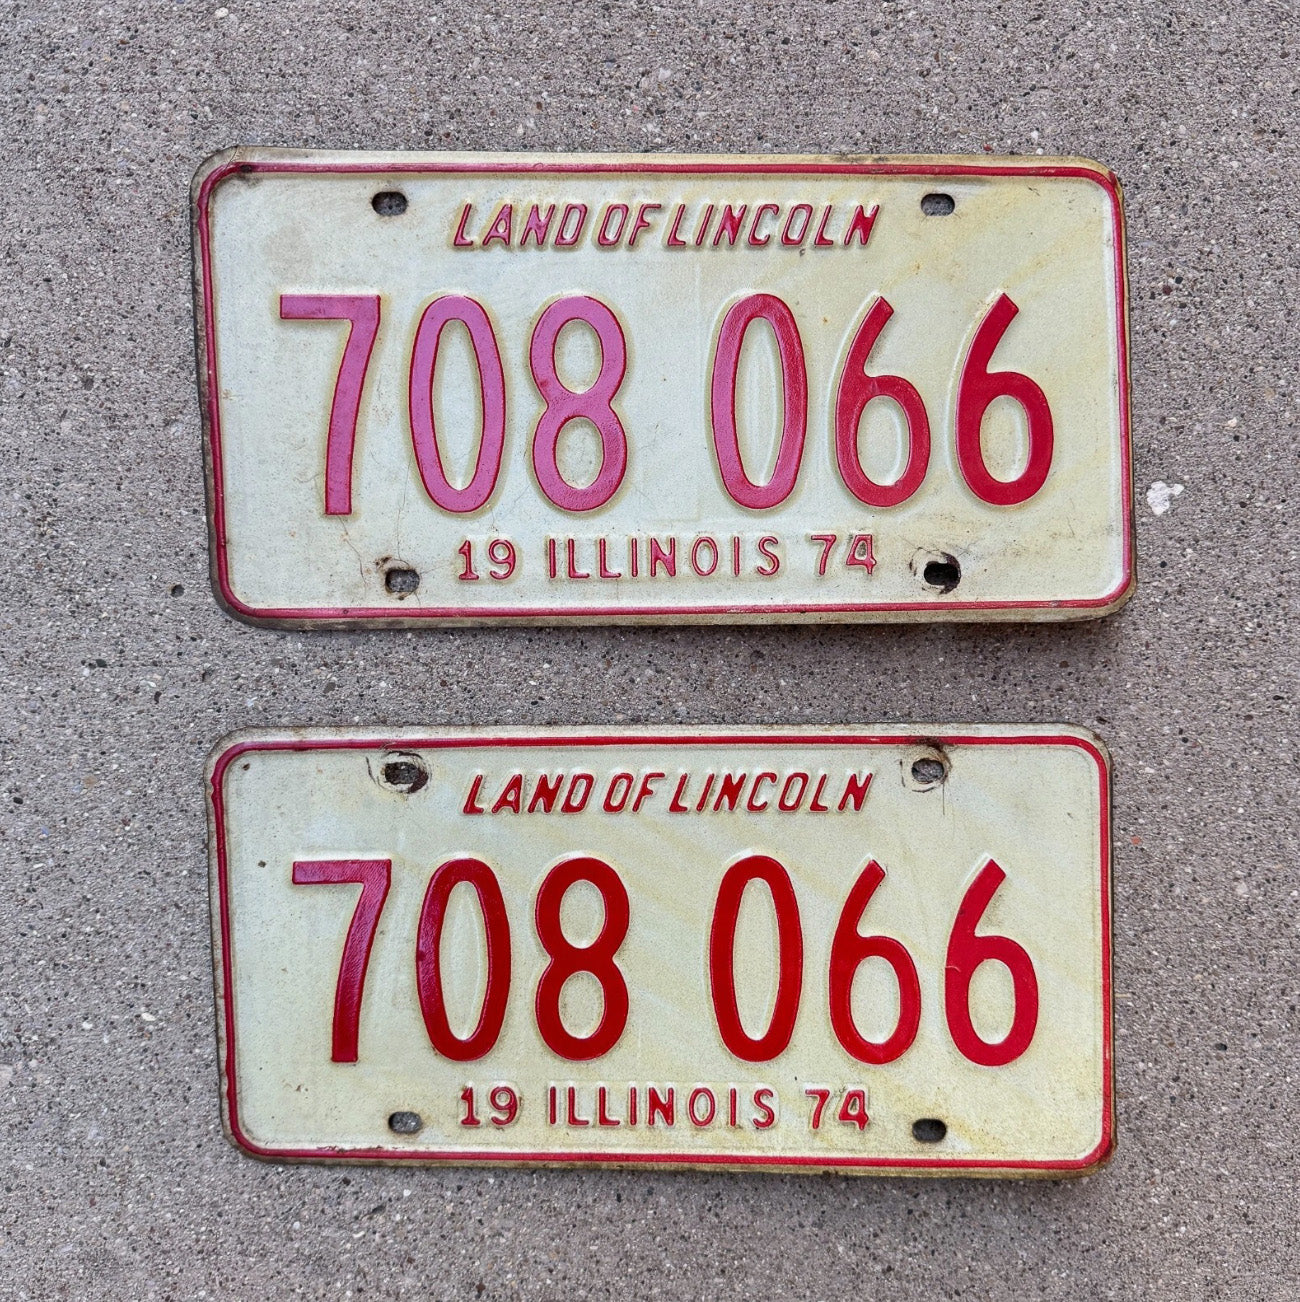 LAND OF LINCOLN
708 066
19 ILLINOIS 74
LAND OF LINCOLN
708 066
19 ILLINOIS 74